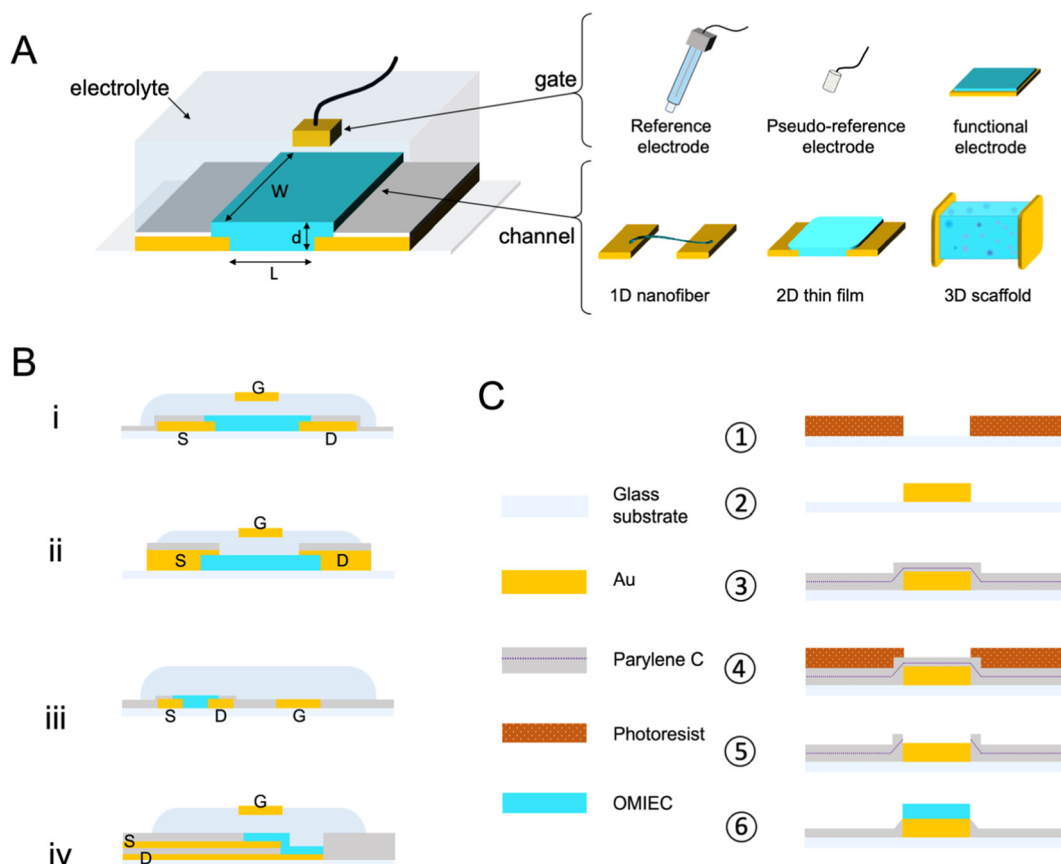 A
electrolyte
W
d
L
gate
channel
Reference
electrode
Pseudo-reference
electrode
functional
electrode
1D nanofiber
2D thin film
3D scaffold
B
i
G
S
D
ii
G
S
D
iii
S
D
G
iv
G
S
D
C
Glass
substrate
Au
Parylene C
Photoresist
OMIEC
①
②
③
④
⑤
⑥